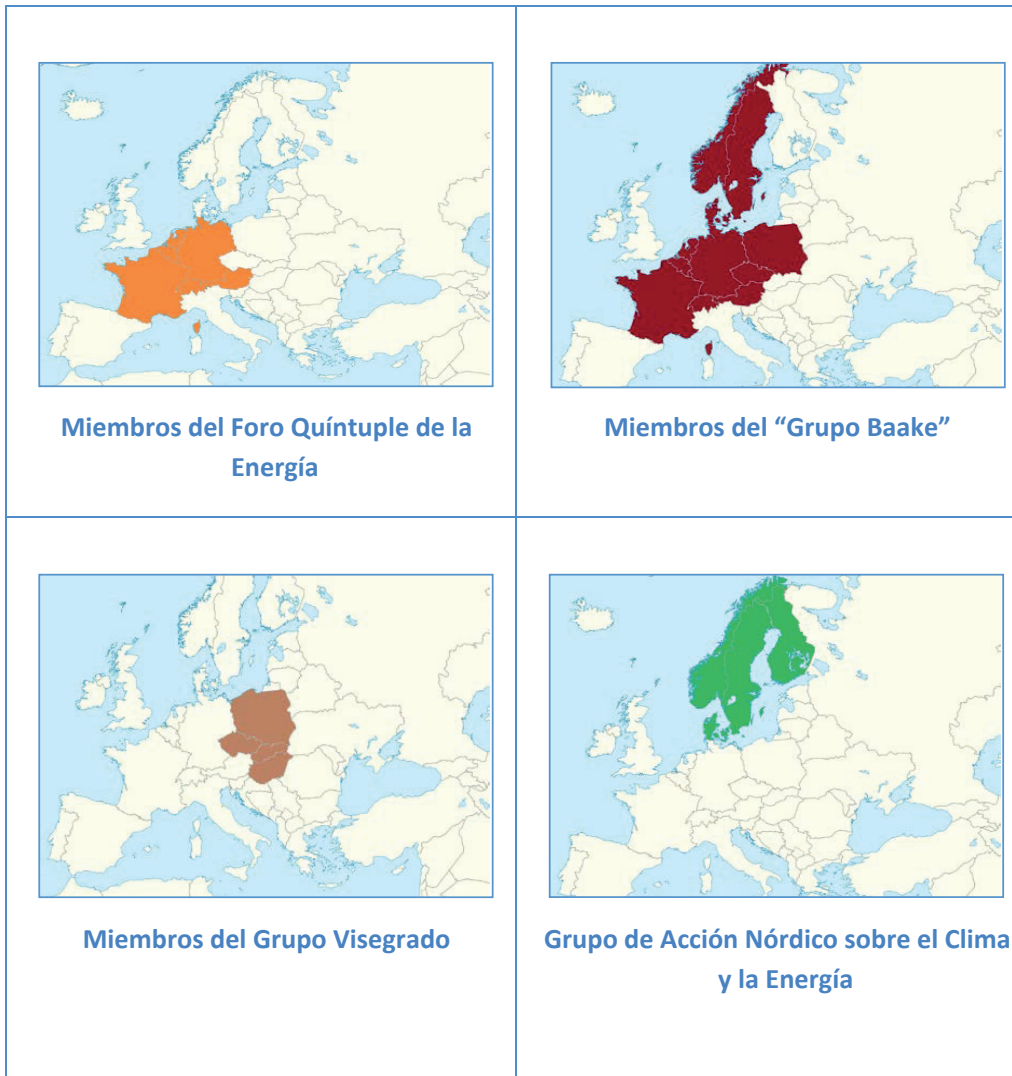 Miembros del Foro Quíntuple de la
Energía
Miembros del “Grupo Baake”
Miembros del Grupo Visegrado
Grupo de Acción Nórdico sobre el Clima
y la Energía